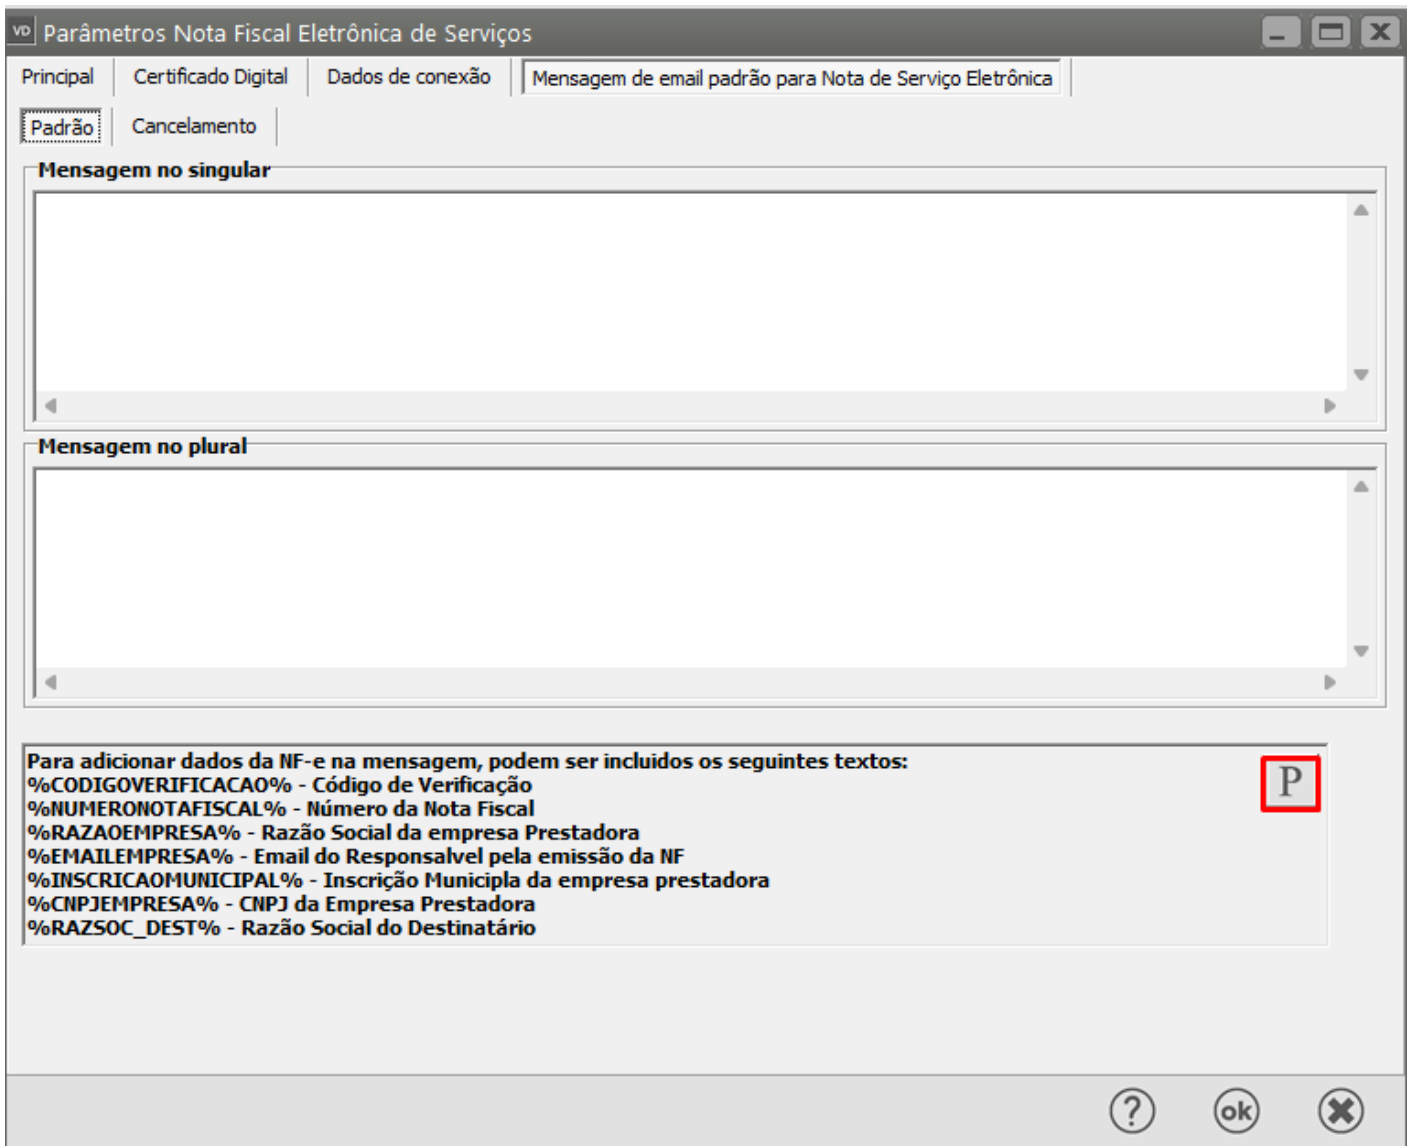 VD Parâmetros Nota Fiscal Eletrônica de Serviços
Principal Certificado Digital Dados de conexão Mensagem de email padrão para Nota de Serviço Eletrônica
Padrão Cancelamento
Mensagem no singular
Mensagem no plural
Para adicionar dados da NF-e na mensagem, podem ser incluidos os seguintes textos:
P
%CODIGOVERIFICACAO% - Código de Verificação
%NUMERONOTAFISCAL% - Número da Nota Fiscal
%RAZAOEMPRESA% - Razão Social da empresa Prestadora
%EMAILEMPRESA% - Email do Responsalvel pela emissão da NF
%INSCRICAOMUNICIPAL% - Inscrição Municipla da empresa prestadora
%CNPJEMPRESA% - CNPJ da Empresa Prestadora
%RAZSOC_DEST% - Razão Social do Destinatário
? ok